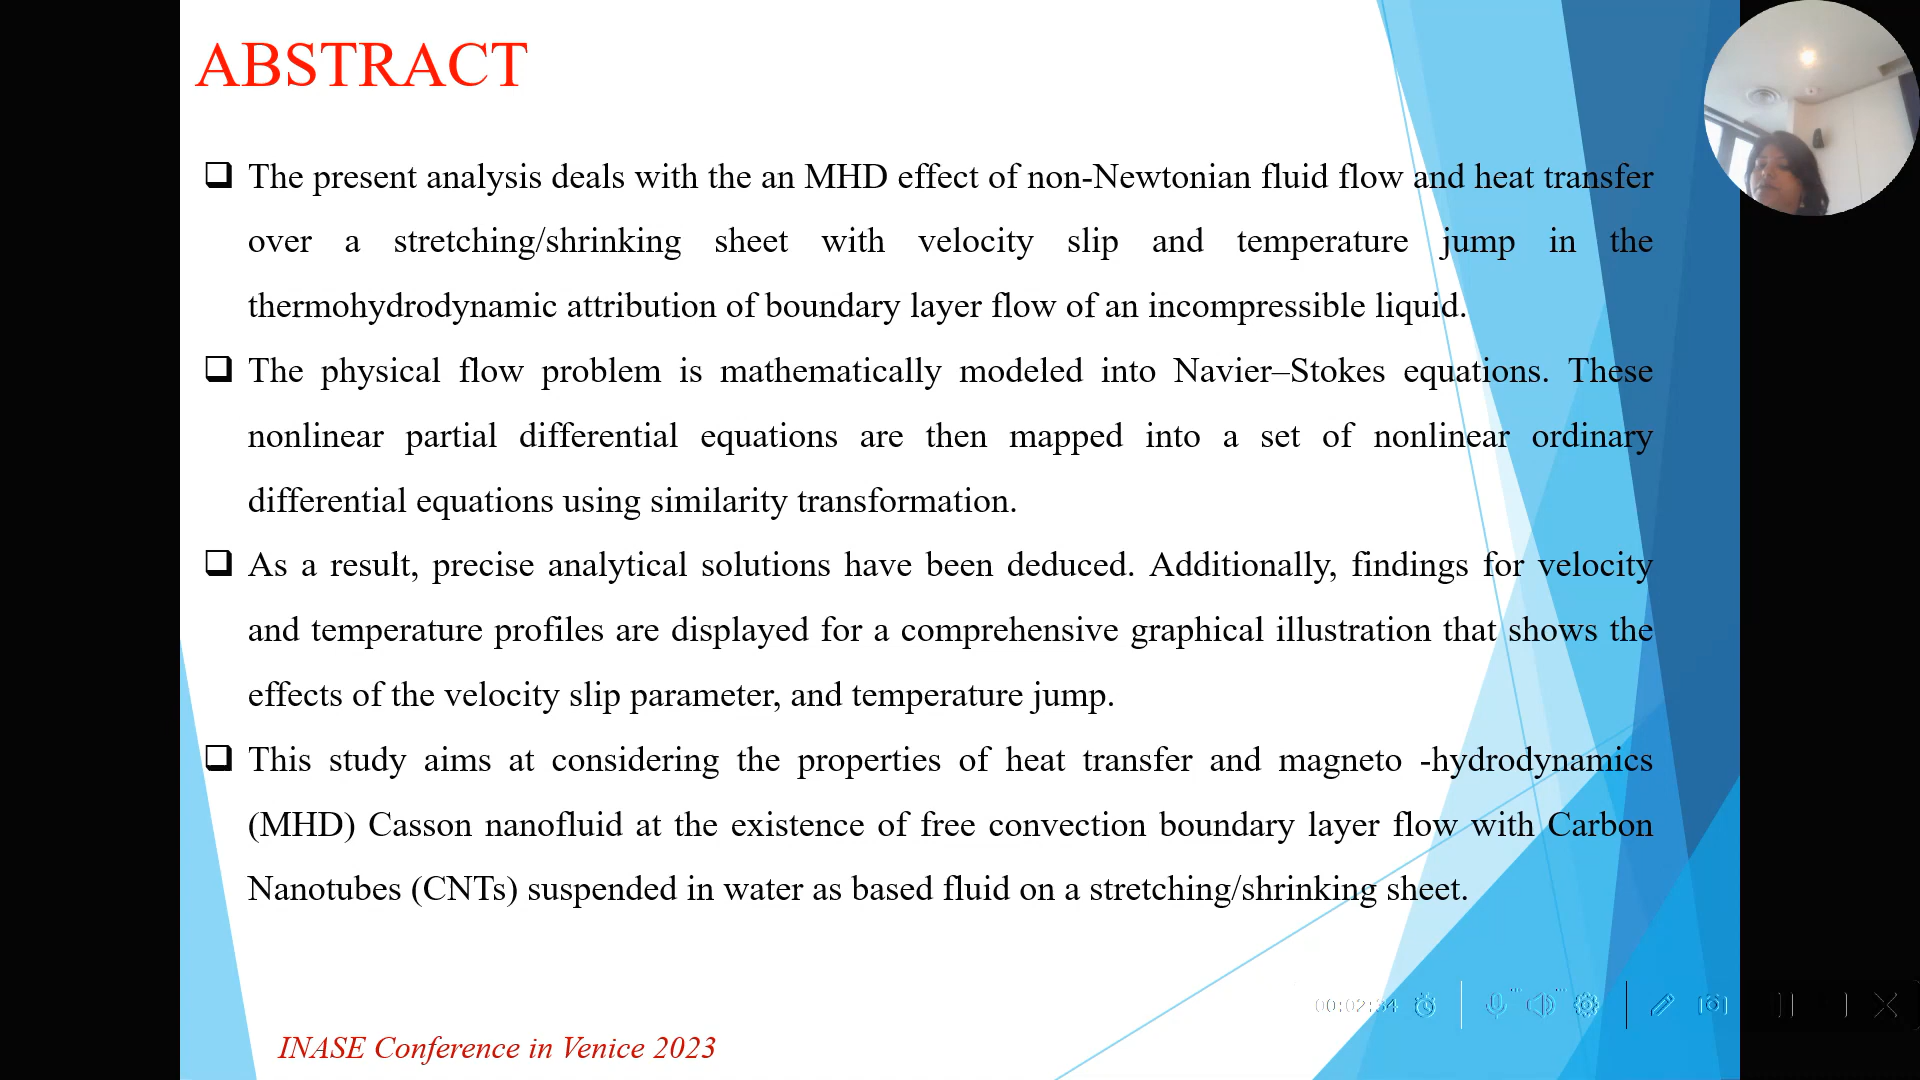 ABSTRACT
The present analysis deals with the an MHD effect of non-Newtonian fluid flow and heat transfer
over a stretching/shrinking sheet with velocity slip and temperature jump in the
thermohydrodynamic attribution of boundary layer flow of an incompressible liquid.
The physical flow problem is mathematically modeled into Navier–Stokes equations. These
nonlinear partial differential equations are then mapped into a set of nonlinear ordinary
differential equations using similarity transformation.
As a result, precise analytical solutions have been deduced. Additionally, findings for velocity
and temperature profiles are displayed for a comprehensive graphical illustration that shows the
effects of the velocity slip parameter, and temperature jump.
This study aims at considering the properties of heat transfer and magneto -hydrodynamics
(MHD) Casson nanofluid at the existence of free convection boundary layer flow with Carbon
Nanotubes (CNTs) suspended in water as based fluid on a stretching/shrinking sheet.
00:02:34
INASE Conference in Venice 2023